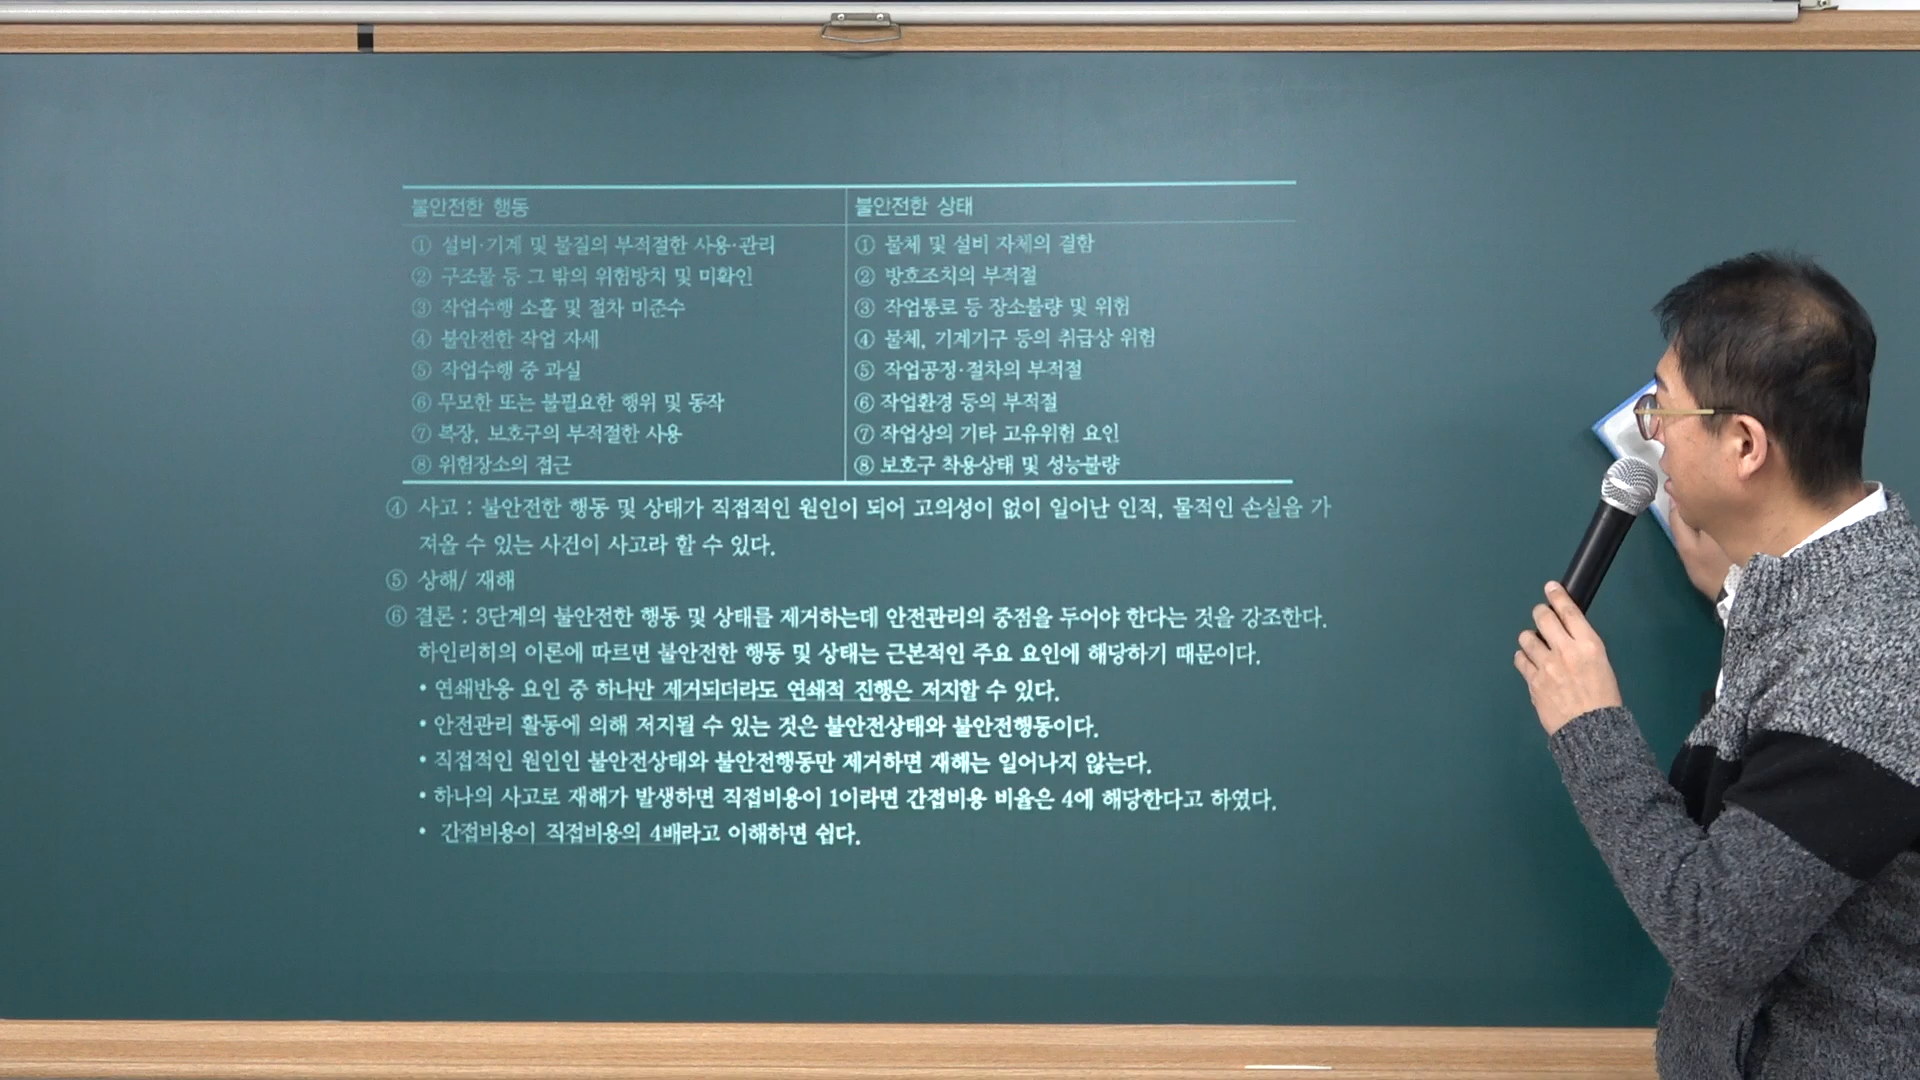 불안전한 행동
불안전한 상태
① 설비·기계 및 물질의 부적절한 사용·관리
① 물체 및 설비 자체의 결함
② 구조물 등 그 밖의 위험방치 및 미확인
② 방호조치의 부적절
③ 작업수행 소홀 및 절차 미준수
③ 작업통로 등 장소불량 및 위험
④ 불안전한 작업 자세
④ 물체, 기계기구 등의 취급상 위험
⑤ 작업수행 중 과실
⑤ 작업공정·절차의 부적절
⑥ 무모한 또는 불필요한 행위 및 동작
⑥ 작업환경 등의 부적절
⑦ 복장, 보호구의 부적절한 사용
⑦ 작업상의 기타 고유위험 요인
⑧ 위험장소의 접근
⑧ 보호구 착용상태 및 성능불량
④ 사고 : 불안전한 행동 및 상태가 직접적인 원인이 되어 고의성이 없이 일어난 인적, 물적인 손실을 가
져올 수 있는 사건이 사고라 할 수 있다.
⑤ 상해/ 재해
⑥ 결론 : 3단계의 불안전한 행동 및 상태를 제거하는데 안전관리의 중점을 두어야 한다는 것을 강조한다.
하인리히의 이론에 따르면 불안전한 행동 및 상태는 근본적인 주요 요인에 해당하기 때문이다.
• 연쇄반응 요인 중 하나만 제거되더라도 연쇄적 진행은 저지할 수 있다.
• 안전관리 활동에 의해 저지될 수 있는 것은 불안전상태와 불안전행동이다.
• 직접적인 원인인 불안전상태와 불안전행동만 제거하면 재해는 일어나지 않는다.
• 하나의 사고로 재해가 발생하면 직접비용이 1이라면 간접비용 비율은 4에 해당한다고 하였다.
• 간접비용이 직접비용의 4배라고 이해하면 쉽다.